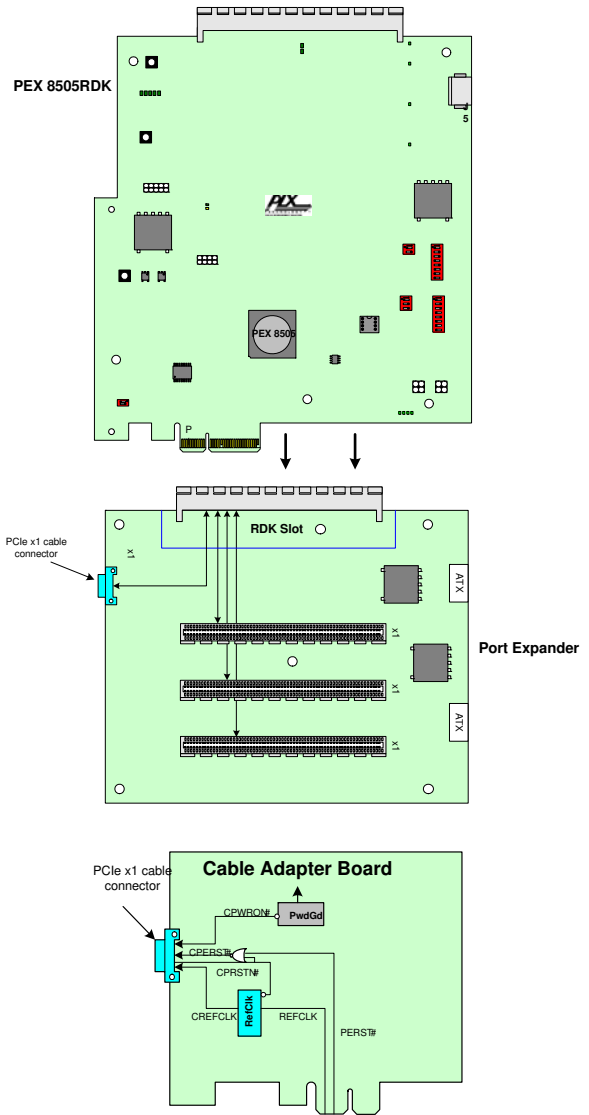 PEX 8505RDK
J
5
PLX
PEX 8505
P
RDK Slot
PCIe x1 cable
connector
x1
ATX
x1
Port Expander
x1
ATX
x1
Cable Adapter Board
PCIe x1 cable
connector
CPWRON#
PwdGd
CPERST#
CPRSTN#
RefClk
CREFCLK
REFCLK
PERST#